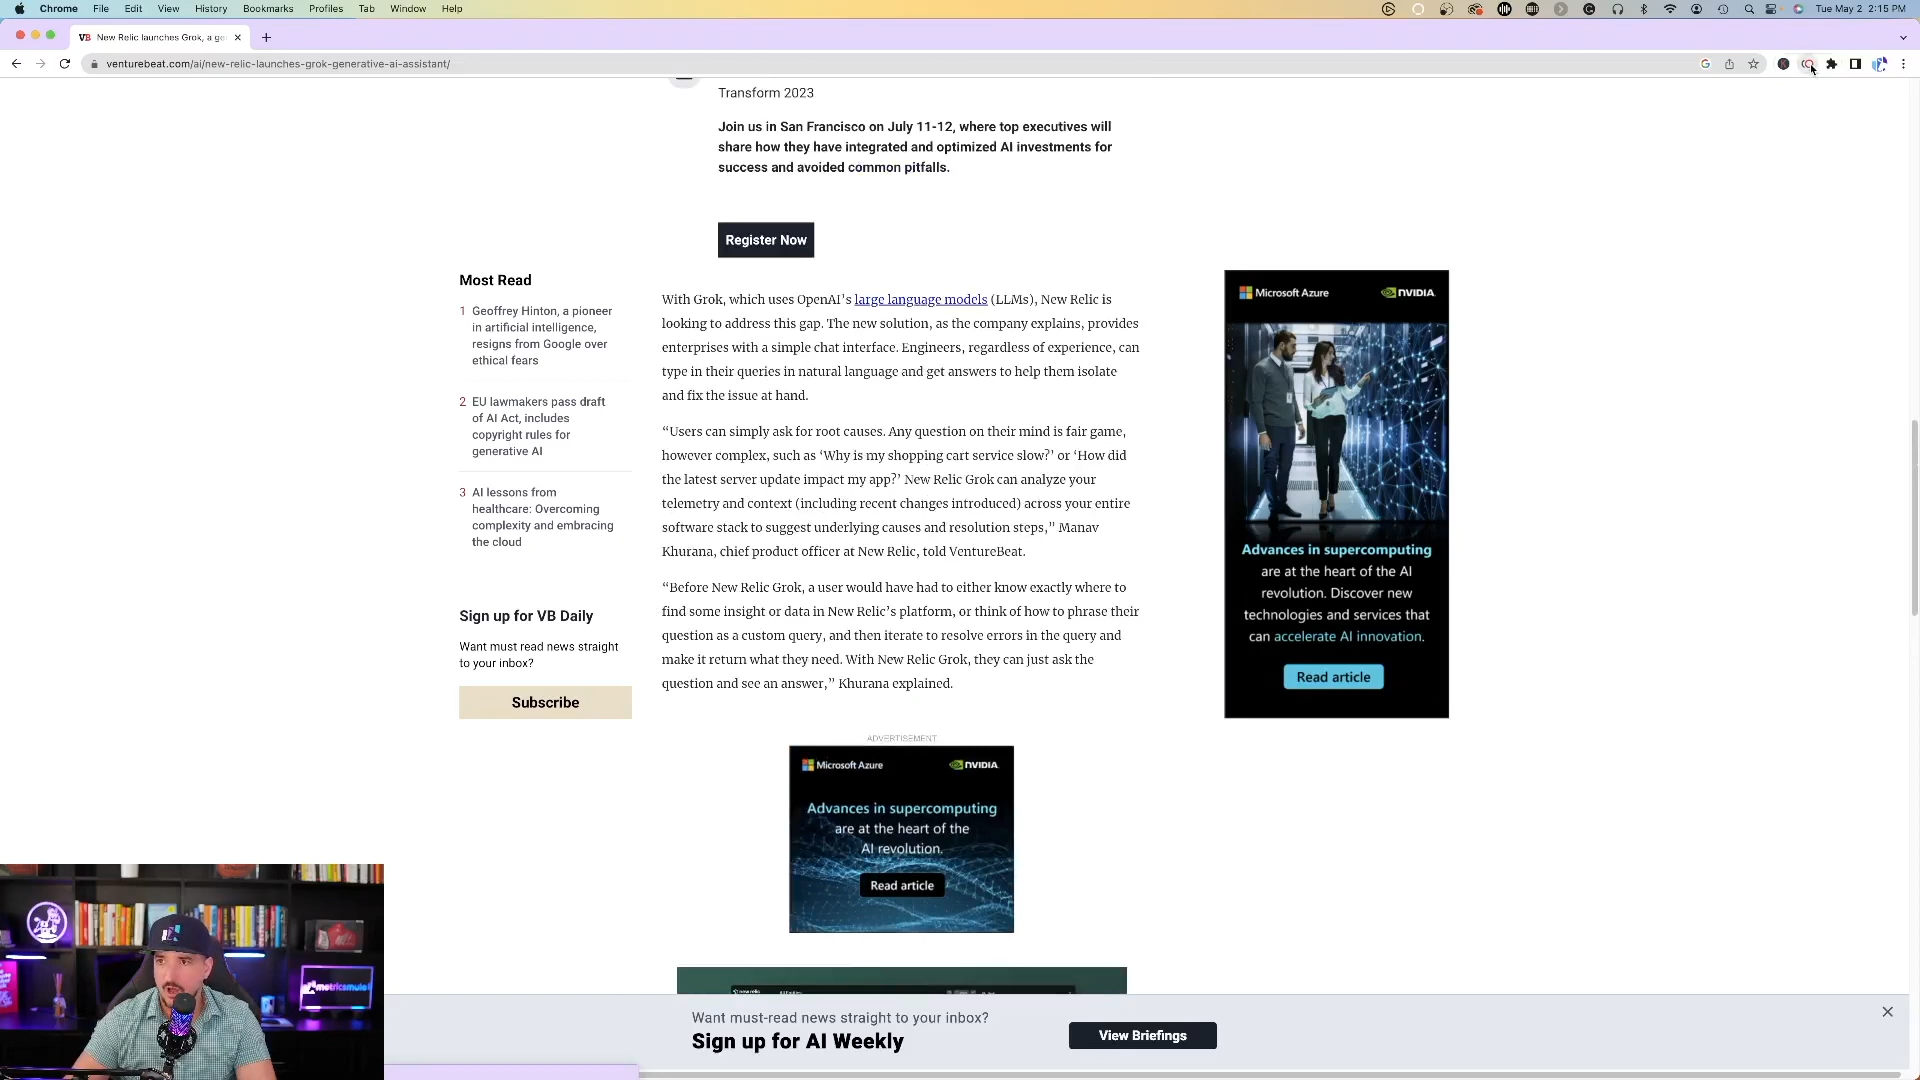 Chrome File Edit View History Bookmarks Profiles Tab Window Help
Tue May 2 2:15 PM
VB New Relic launches Grok, a ge
venturebeat.com/ai/new-relic-launches-grok-generative-ai-assistant/
Transform 2023
Join us in San Francisco on July 11-12, where top executives will
share how they have integrated and optimized AI investments for
success and avoided common pitfalls.
Register Now
Most Read
1 Geoffrey Hinton, a pioneer
in artificial intelligence,
resigns from Google over
ethical fears
2 EU lawmakers pass draft
of AI Act, includes
copyright rules for
generative AI
3 AI lessons from
healthcare: Overcoming
complexity and embracing
the cloud
Sign up for VB Daily
Want must read news straight
to your inbox?
Subscribe
With Grok, which uses OpenAI’s large language models (LLMs), New Relic is
looking to address this gap. The new solution, as the company explains, provides
enterprises with a simple chat interface. Engineers, regardless of experience, can
type in their queries in natural language and get answers to help them isolate
and fix the issue at hand.
“Users can simply ask for root causes. Any question on their mind is fair game,
however complex, such as ‘Why is my shopping cart service slow?’ or ‘How did
the latest server update impact my app?’ New Relic Grok can analyze your
telemetry and context (including recent changes introduced) across your entire
software stack to suggest underlying causes and resolution steps,” Manav
Khurana, chief product officer at New Relic, told VentureBeat.
“Before New Relic Grok, a user would have had to either know exactly where to
find some insight or data in New Relic’s platform, or think of how to phrase their
question as a custom query, and then iterate to resolve errors in the query and
make it return what they need. With New Relic Grok, they can just ask the
question and see an answer,” Khurana explained.
ADVERTISEMENT
Microsoft Azure NVIDIA.
Advances in supercomputing
are at the heart of the
AI revolution.
Read article
Microsoft Azure NVIDIA.
Advances in supercomputing
are at the heart of the AI
revolution. Discover new
technologies and services that
can accelerate AI innovation.
Read article
new relic
metricsmule
Want must-read news straight to your inbox?
Sign up for AI Weekly
View Briefings